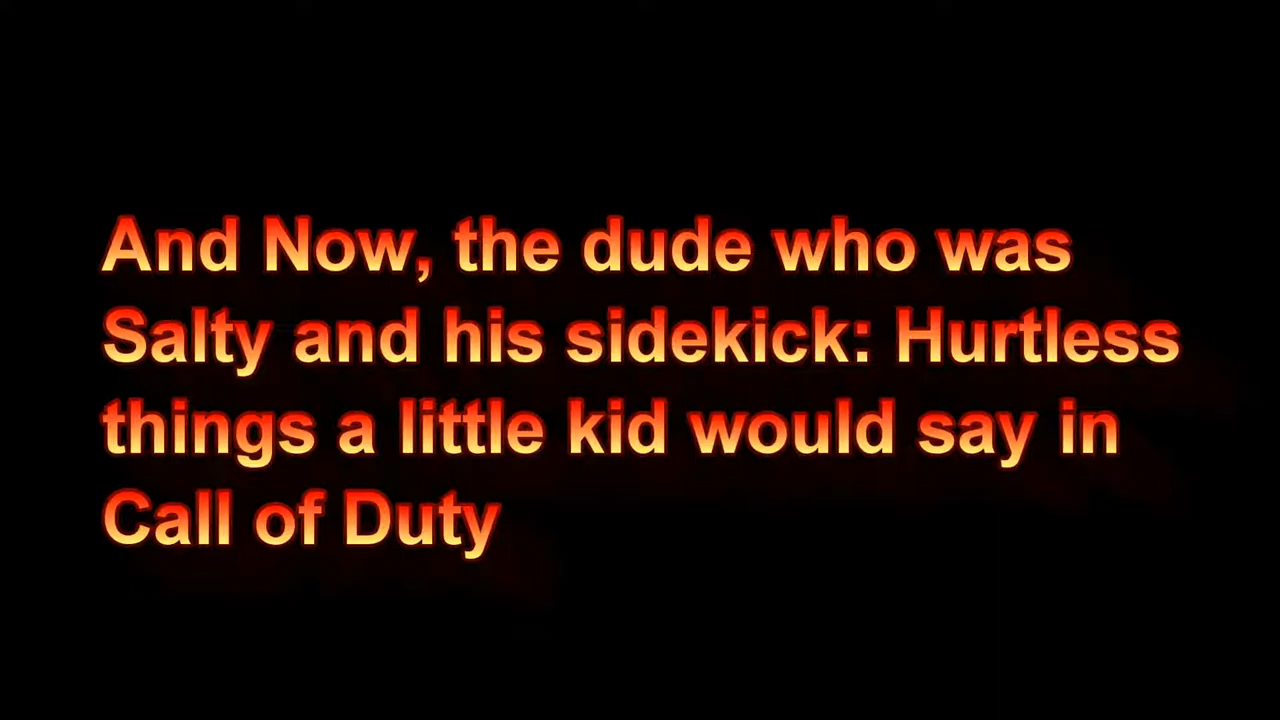 And Now, the dude who was
Salty and his sidekick: Hurtless
things a little kid would say in
Call of Duty